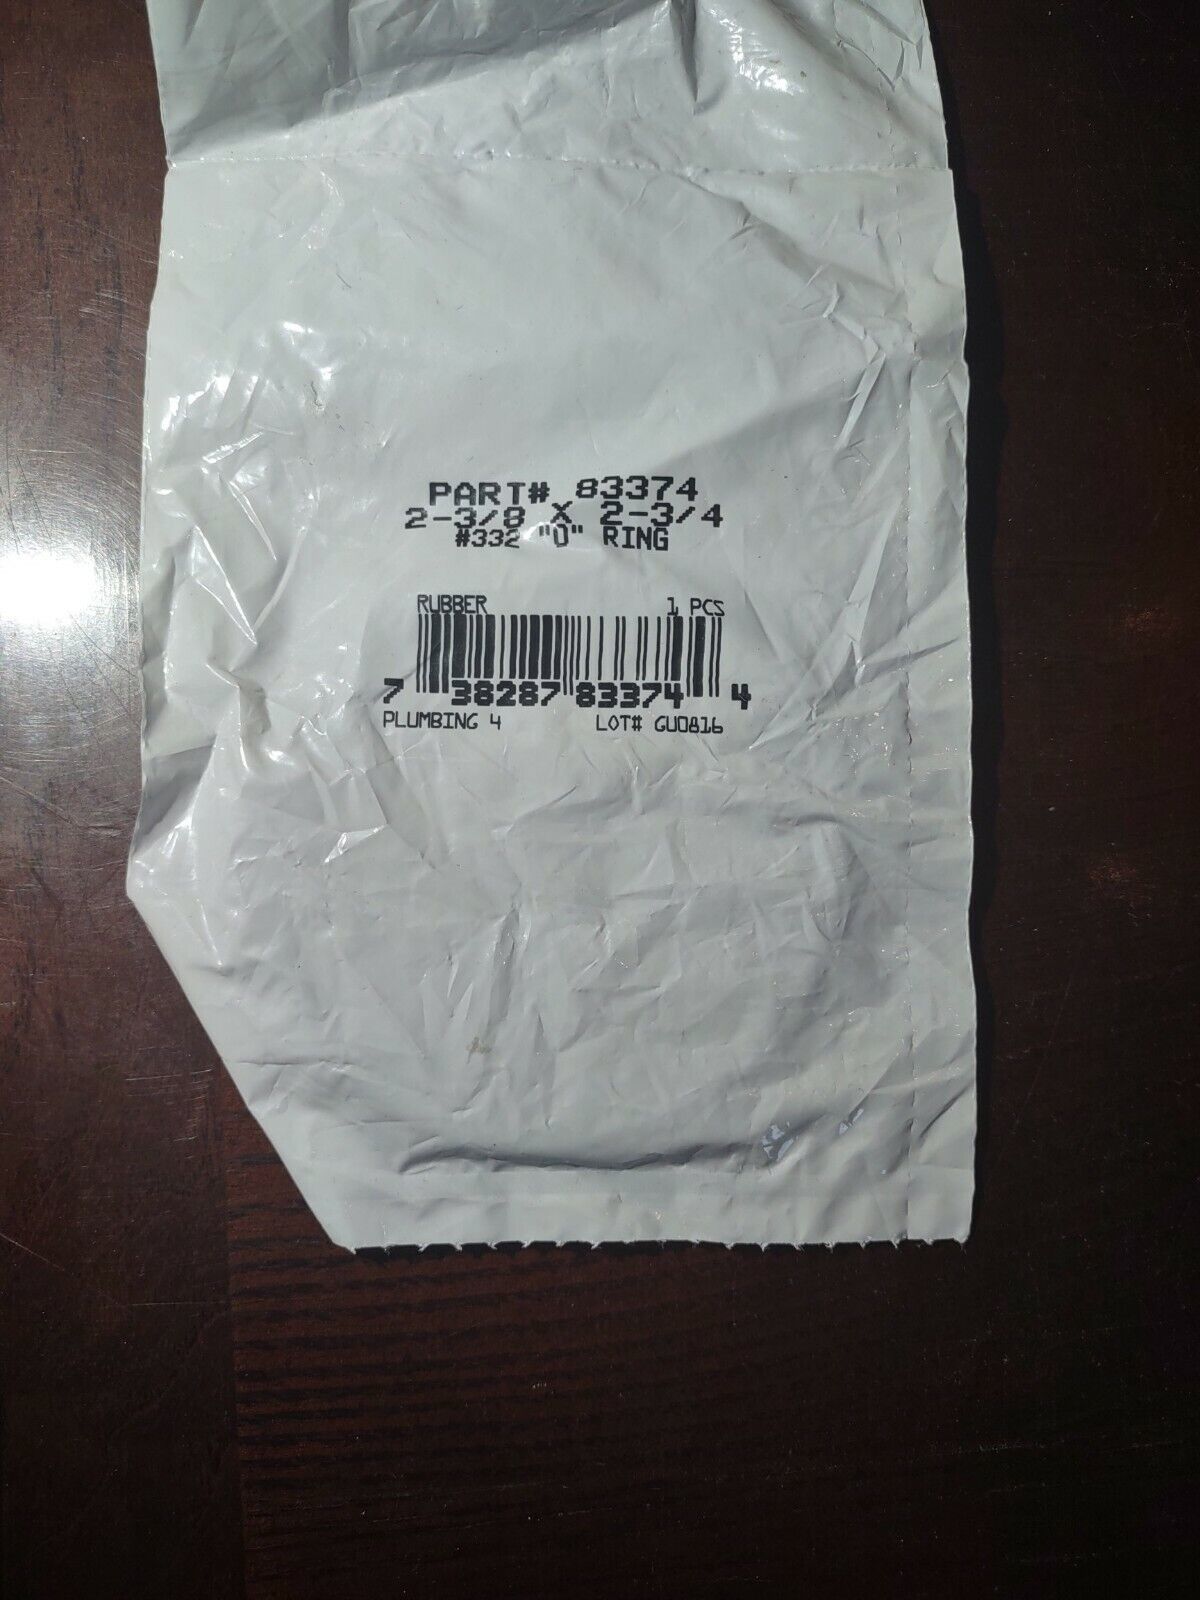 PART# 83374
2-3/8 X 2-3/4
#332 "O" RING
RUBBER 1 PCS
7 38287 83374 4
PLUMBING 4 LOT# GU0816